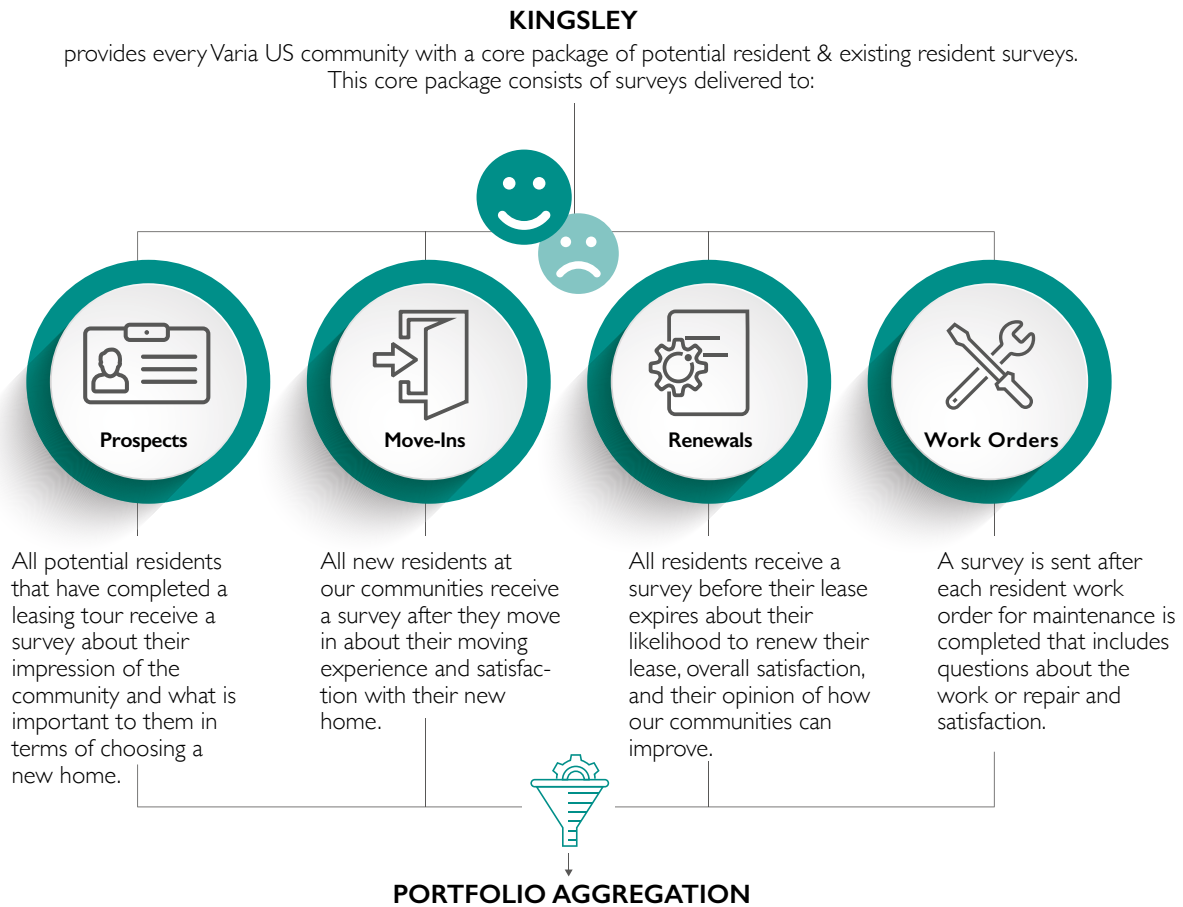 KINGSLEY
provides every Varia US community with a core package of potential resident & existing resident surveys.
This core package consists of surveys delivered to:
Prospects
Move-Ins
Renewals
Work Orders
All potential residents
that have completed a
leasing tour receive a
survey about their
impression of the
community and what is
important to them in
terms of choosing a
new home.
All new residents at
our communities receive
a survey after they move
in about their moving
experience and satisfac-
tion with their new
home.
All residents receive a
survey before their lease
expires about their
likelihood to renew their
lease, overall satisfaction,
and their opinion of how
our communities can
improve.
A survey is sent after
each resident work
order for maintenance is
completed that includes
questions about the
work or repair and
satisfaction.
PORTFOLIO AGGREGATION